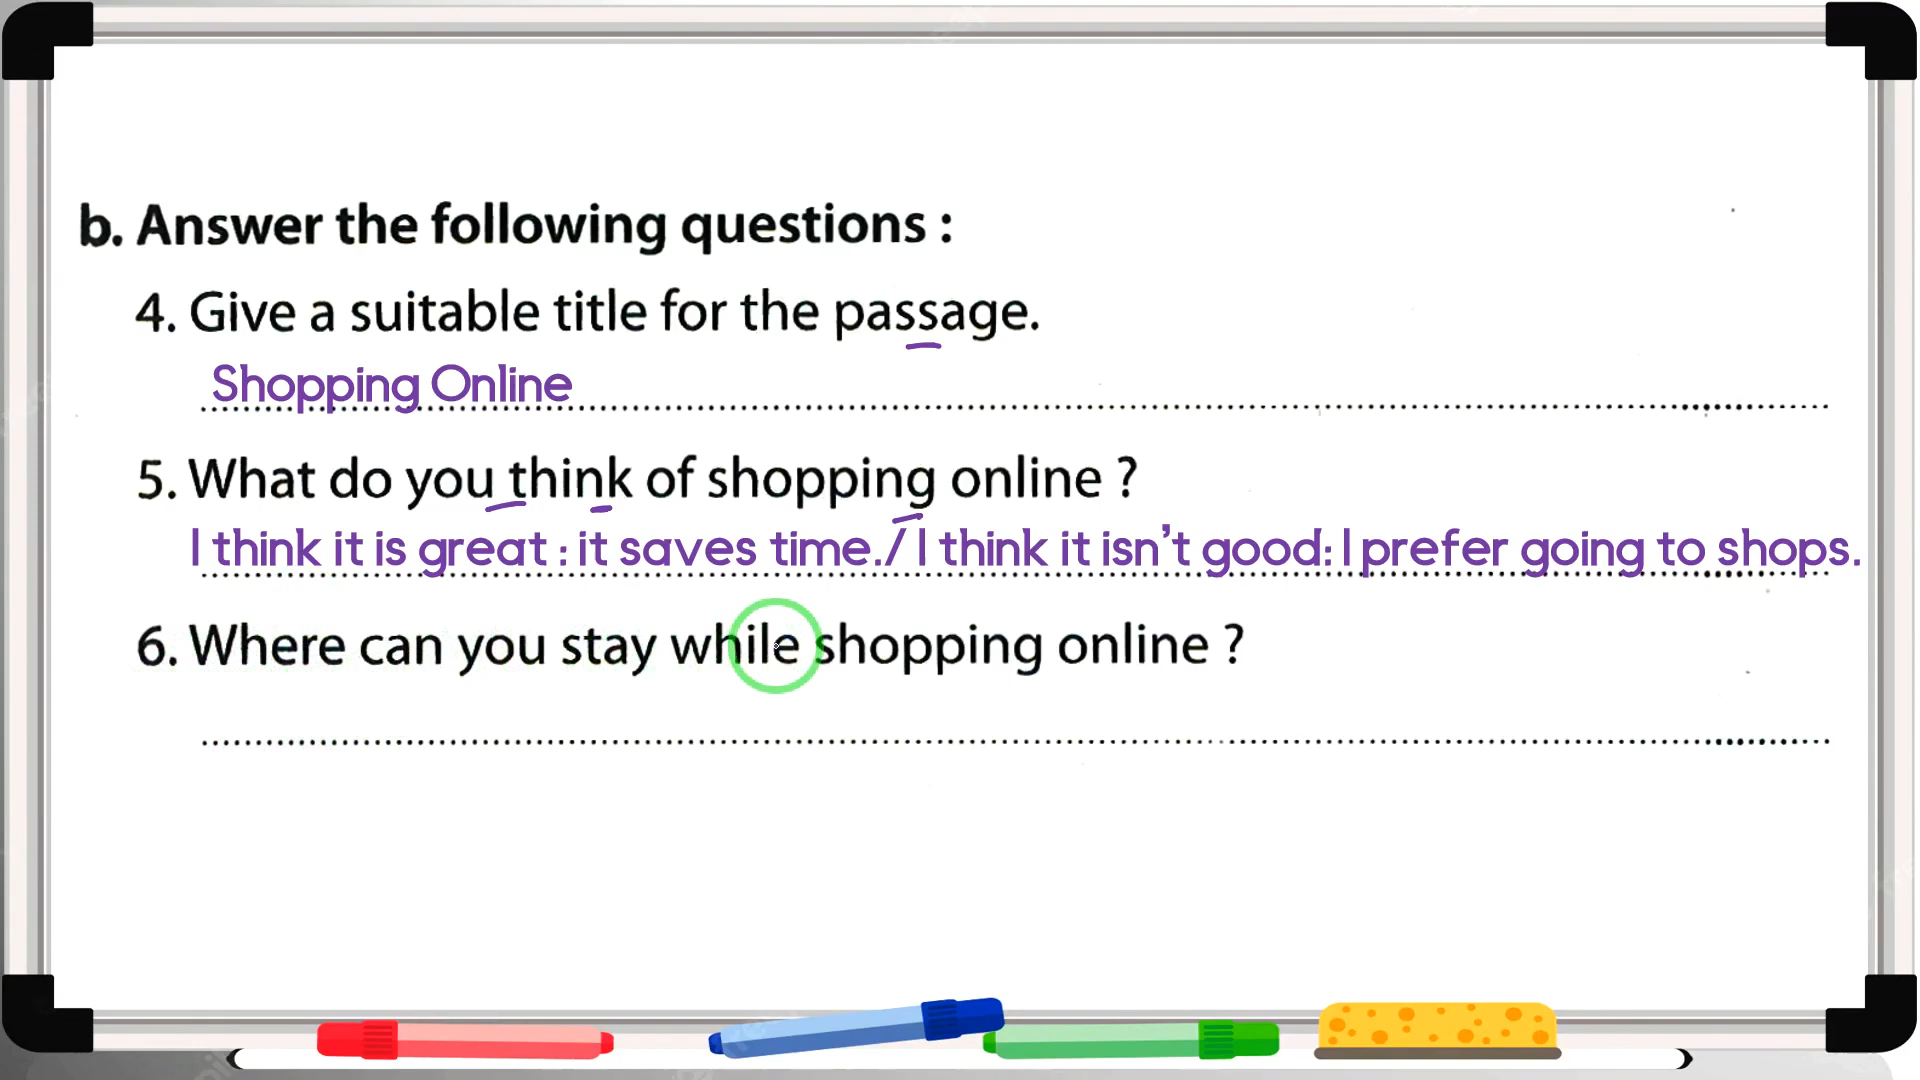 b. Answer the following questions :
4. Give a suitable title for the passage.
Shopping Online
5. What do you think of shopping online ?
I think it is great : it saves time./ I think it isn't good: I prefer going to shops.
6. Where can you stay while shopping online ?